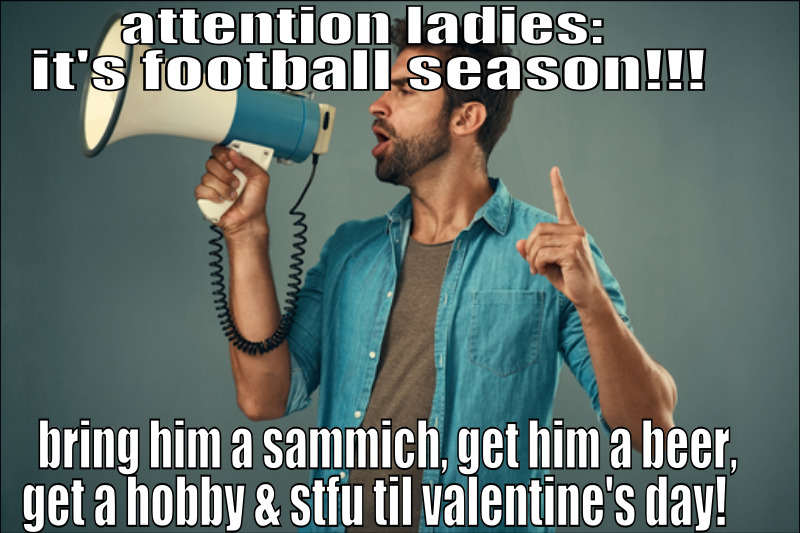 attention ladies:
it's football season!!!
bring him a sammich, get him a beer,
get a hobby & stfu til valentine's day!